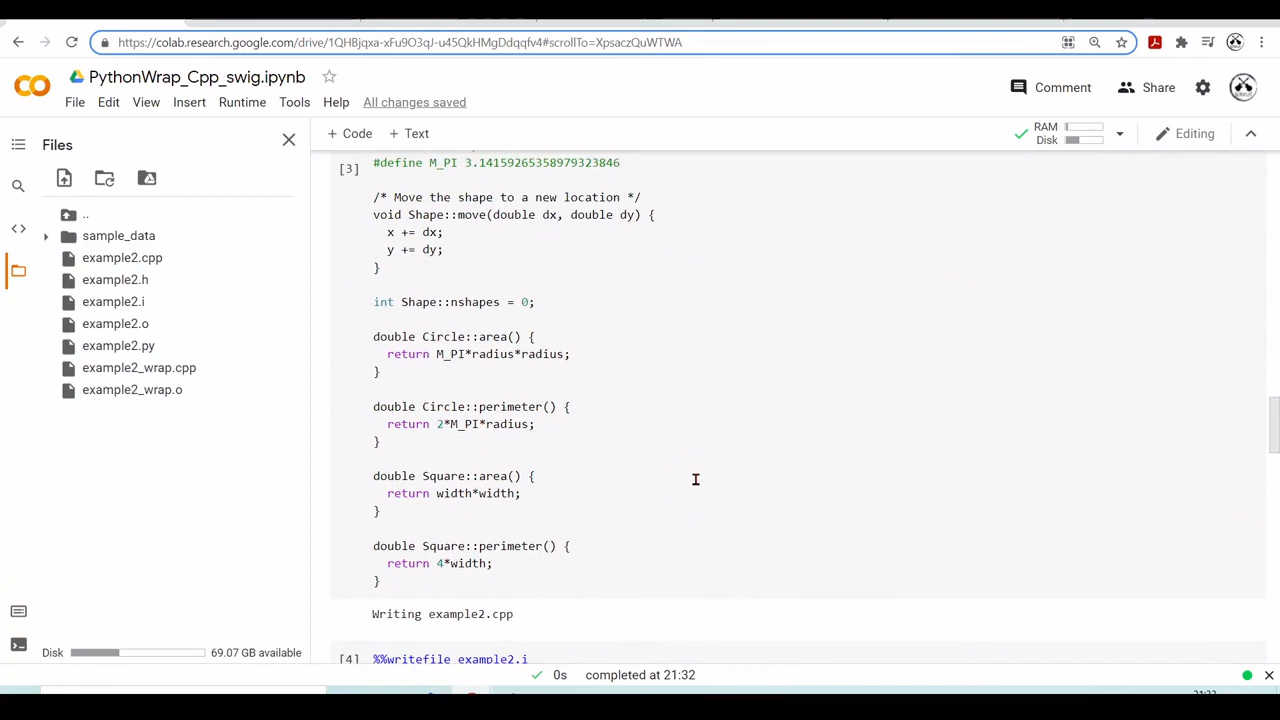 https://colab.research.google.com/drive/1QHBjqxa-xFu9O3qJ-u45QkHMgDdqqfv4#scrollTo=XpsaczQuWTWA
PythonWrap_Cpp_swig.ipynb
File Edit View Insert Runtime Tools Help All changes saved
Comment Share
Files
+ Code + Text
RAM
Disk
Editing
..
sample_data
example2.cpp
example2.h
example2.i
example2.o
example2.py
example2_wrap.cpp
example2_wrap.o
Disk 69.07 GB available
[3]
#define M_PI 3.14159265358979323846
/* Move the shape to a new location */
void Shape::move(double dx, double dy) {
x += dx;
y += dy;
}
int Shape::nshapes = 0;
double Circle::area() {
return M_PI*radius*radius;
}
double Circle::perimeter() {
return 2*M_PI*radius;
}
double Square::area() {
return width*width;
}
double Square::perimeter() {
return 4*width;
}
Writing example2.cpp
[4] %%writefile example2.i
0s completed at 21:32